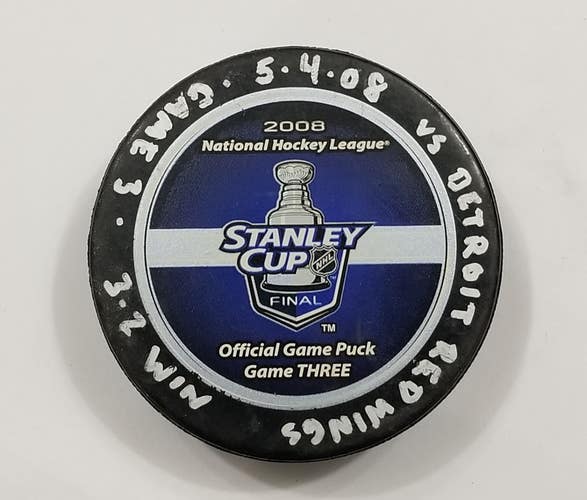 5·4·08 VS DETROIT RED WINGS
WIN 3-2 · GAME 3 ·
2008
National Hockey League®
STANLEY
CUP NHL
FINAL
TM
Official Game Puck
Game THREE